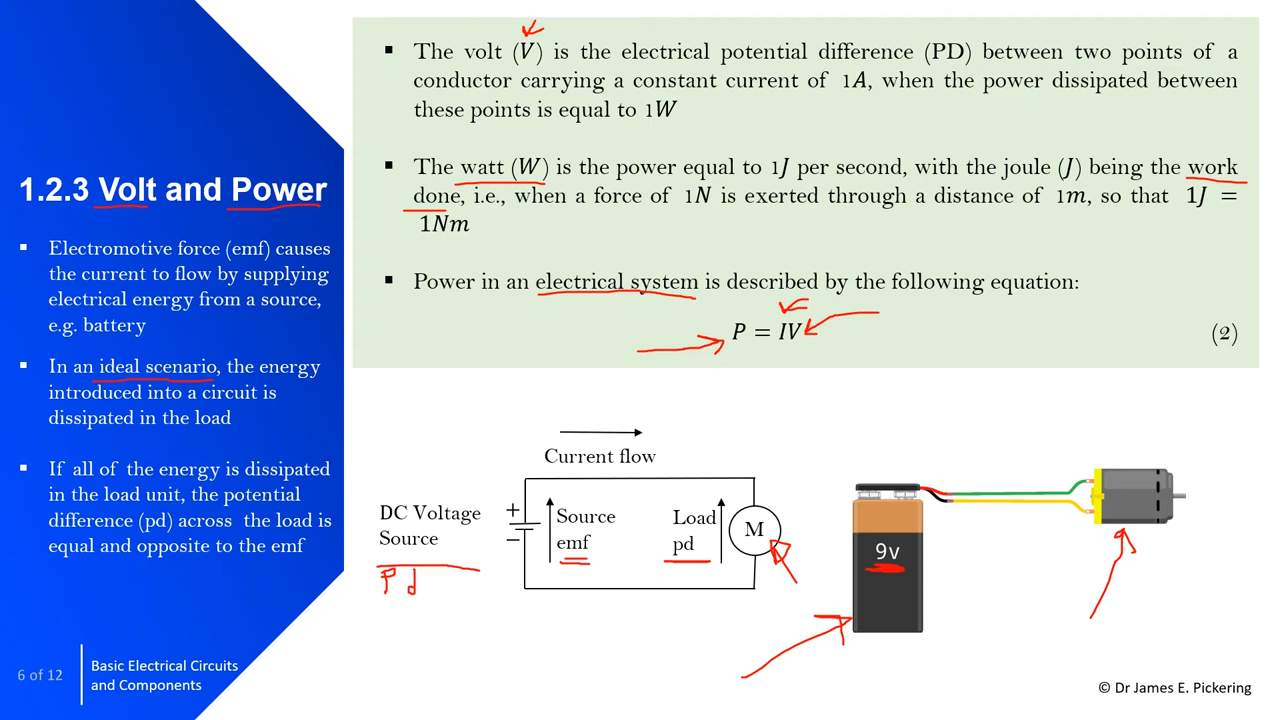 1.2.3 Volt and Power
▪ Electromotive force (emf) causes
the current to flow by supplying
electrical energy from a source,
e.g. battery
▪ In an ideal scenario, the energy
introduced into a circuit is
dissipated in the load
▪ If all of the energy is dissipated
in the load unit, the potential
difference (pd) across the load is
equal and opposite to the emf
6 of 12
Basic Electrical Circuits
and Components
▪ The volt (V) is the electrical potential difference (PD) between two points of a
conductor carrying a constant current of 1A, when the power dissipated between
these points is equal to 1W
▪ The watt (W) is the power equal to 1J per second, with the joule (J) being the work
done, i.e., when a force of 1N is exerted through a distance of 1m, so that 1J =
1Nm
▪ Power in an electrical system is described by the following equation:
P = IV (2)
Current flow
DC Voltage
Source
Pd
+
−
Source
emf
Load
pd
M
9v
© Dr James E. Pickering